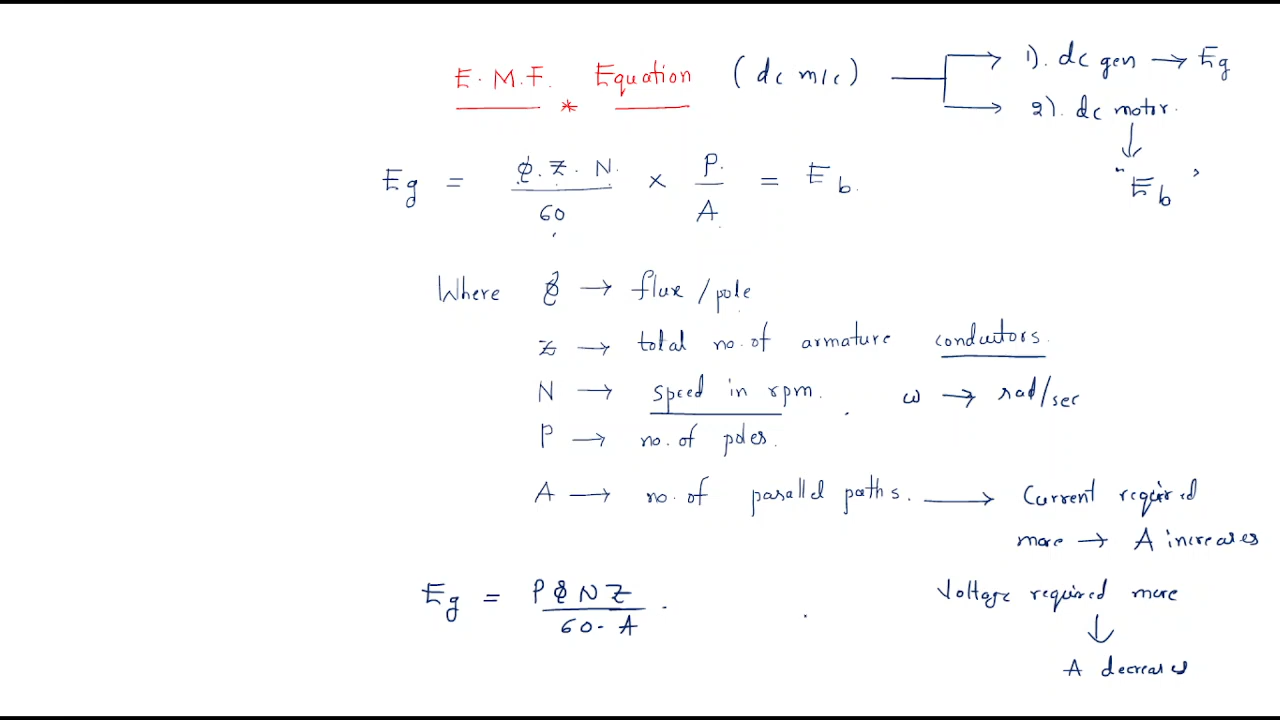 E.M.F. Equation (dc m/c) → 1). dc gen → Eg
2). dc motor.
↓
"Eb"
Eg = φ.Z.N. / 60 × P. / A = Eb.
Where φ → flux/pole
Z → total no. of armature conductors.
N → speed in rpm. ω → rad/sec
P → no. of poles.
A → no. of parallel paths. → Current required
more → A increases
Eg = PφNZ / 60. A
Voltage required more
↓
A decreases